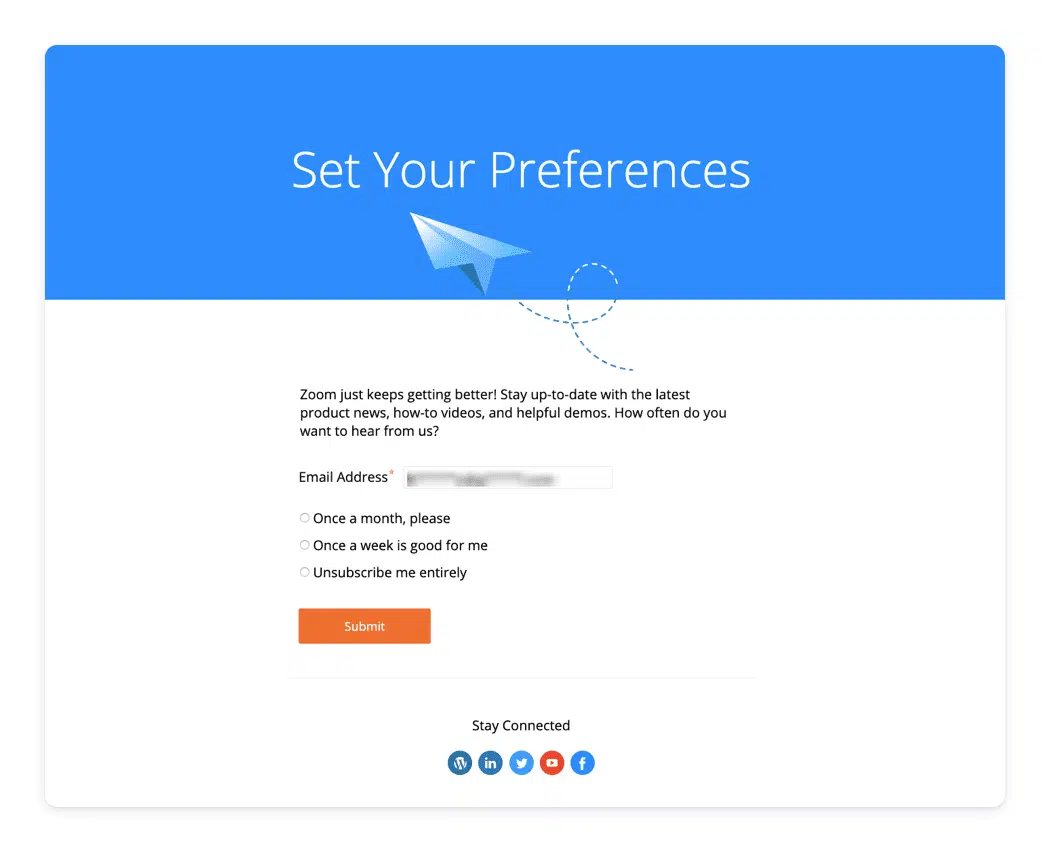 Set Your Preferences
Zoom just keeps getting better! Stay up-to-date with the latest
product news, how-to videos, and helpful demos. How often do you
want to hear from us?
Email Address*
Once a month, please
Once a week is good for me
Unsubscribe me entirely
Submit
Stay Connected